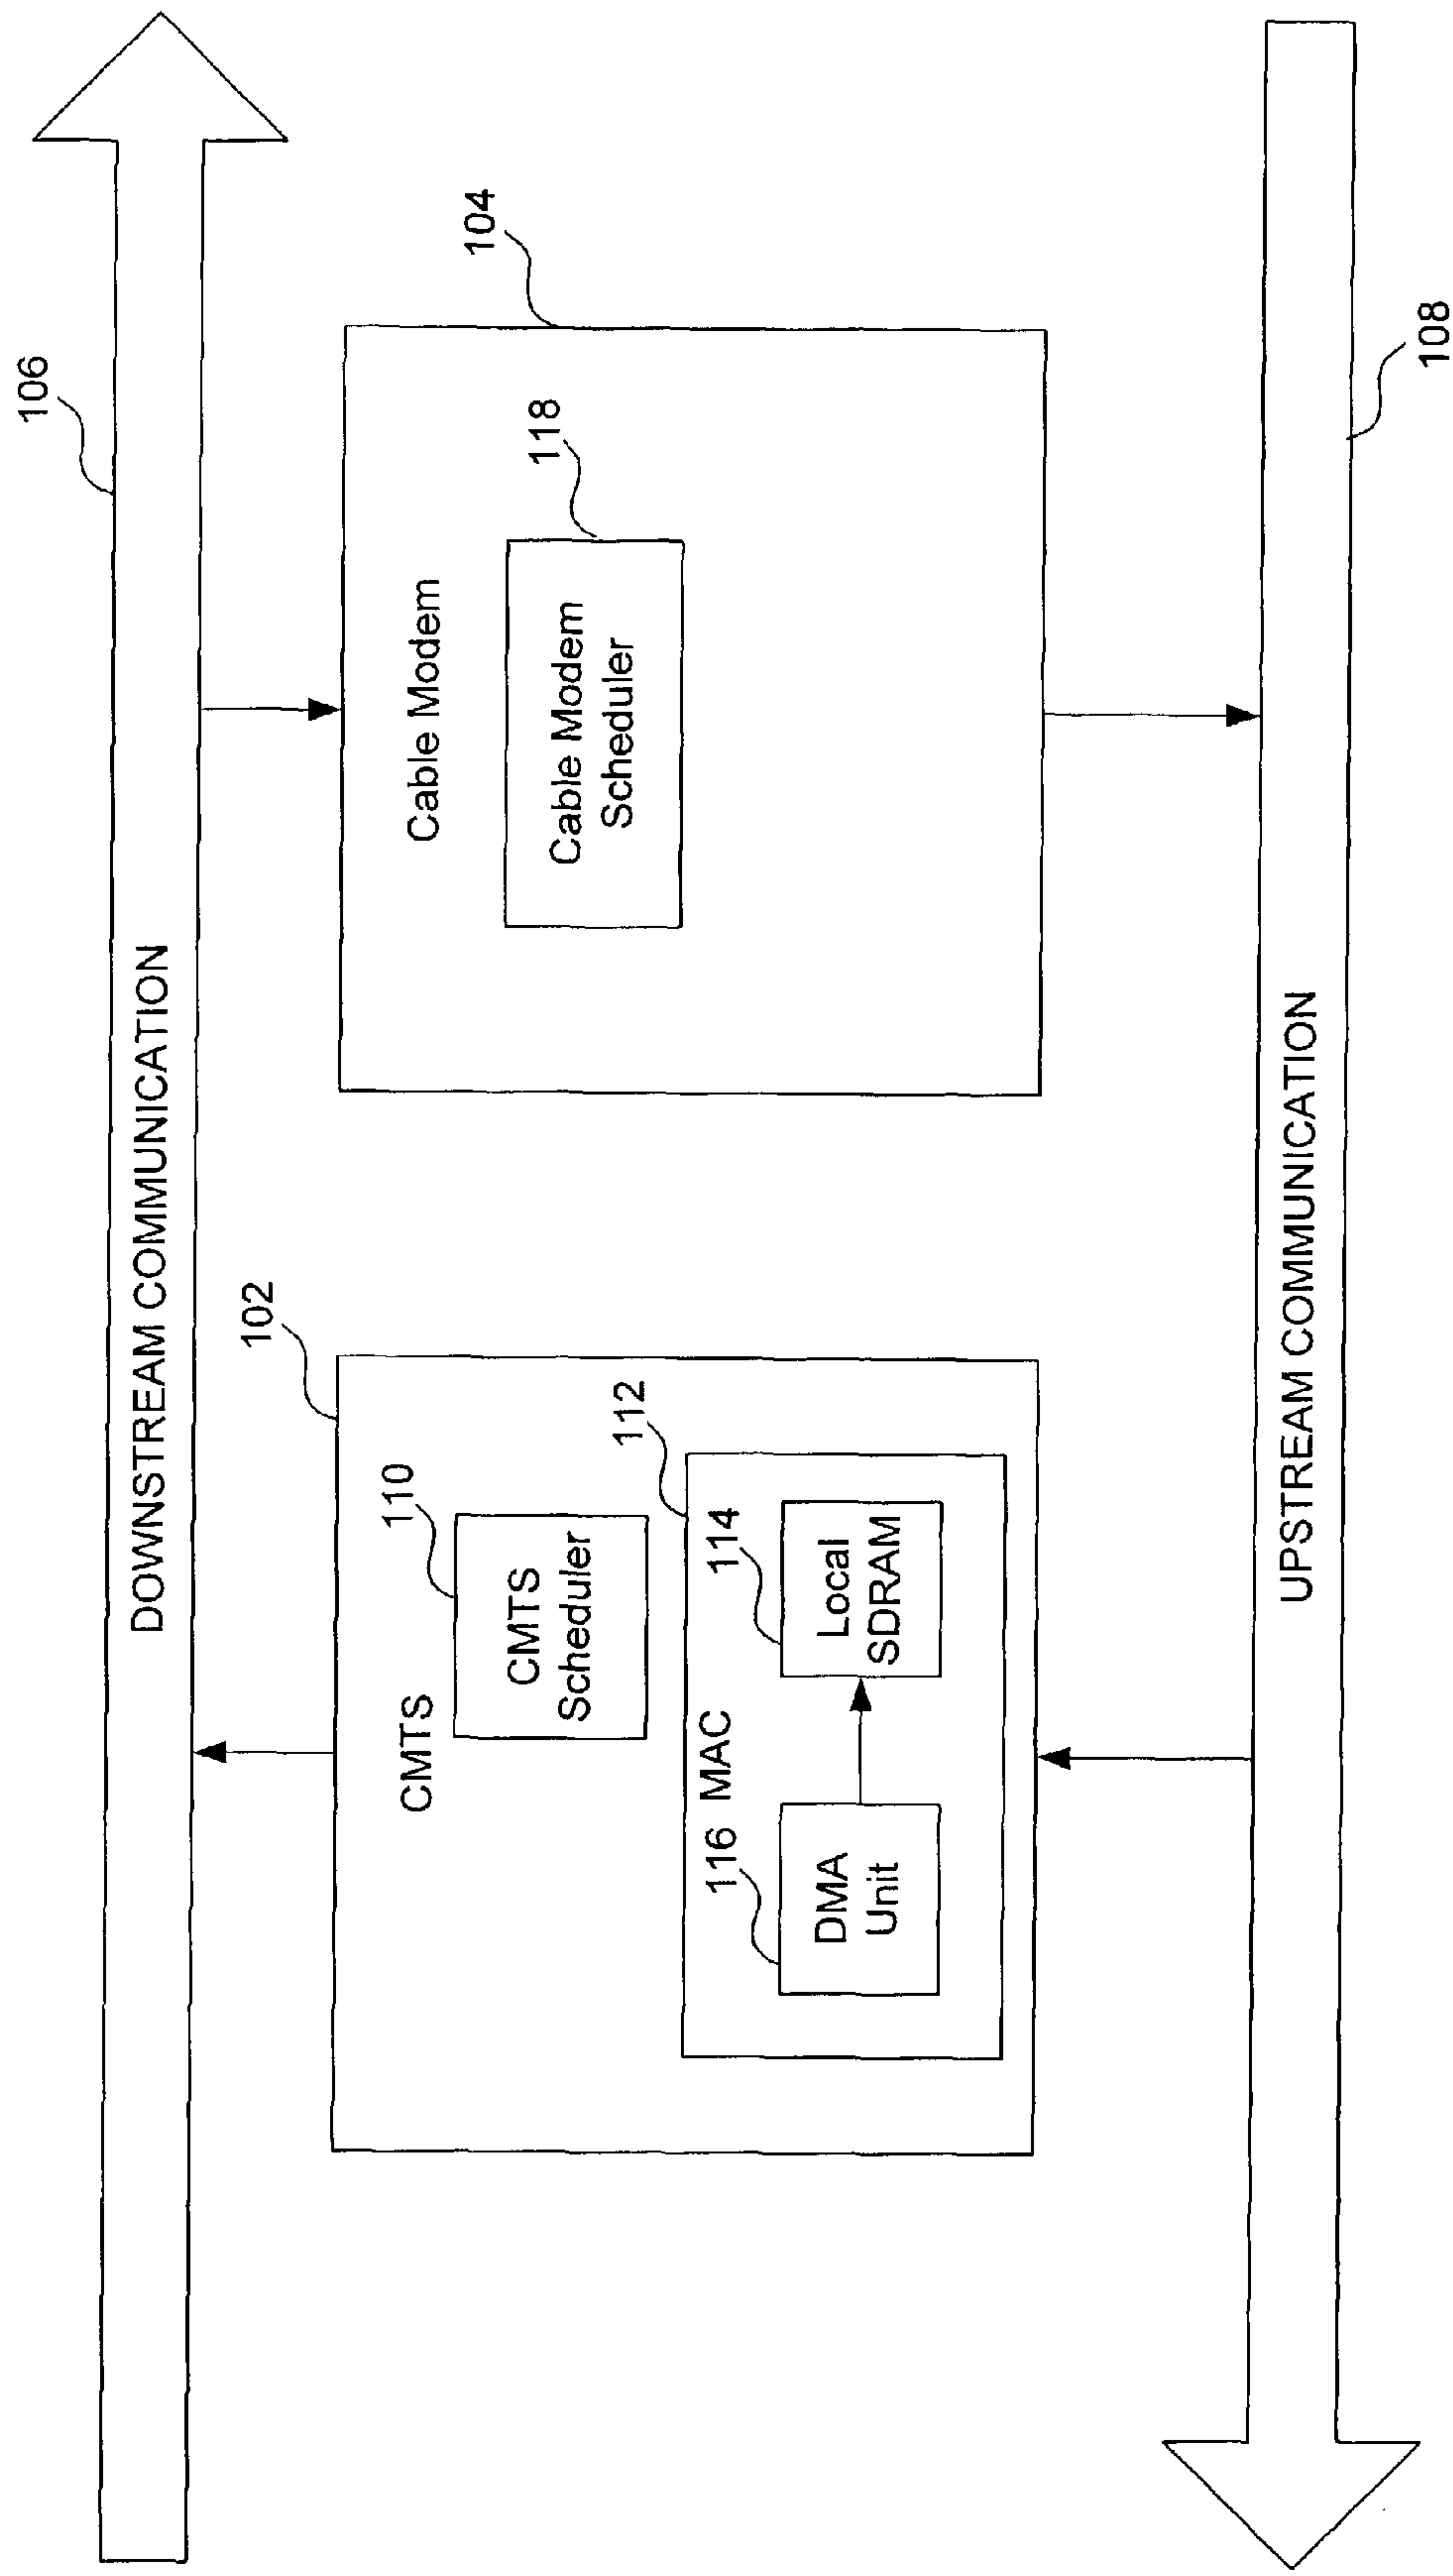 106
DOWNSTREAM COMMUNICATION
102
104
CMTS
110
CMTS
Scheduler
112
MAC
116
DMA
Unit
114
Local
SDRAM
Cable Modem
118
Cable Modem
Scheduler
UPSTREAM COMMUNICATION
108